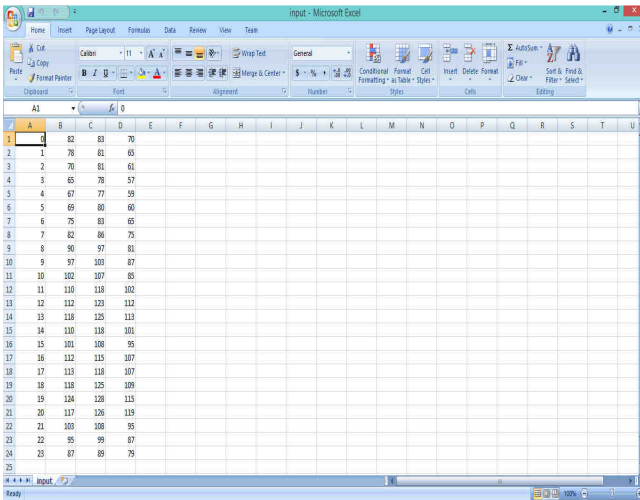 input - Microsoft Excel
Home Insert Page Layout Formulas Data Review View Team
Cut
Copy
Format Painter
Paste
Clipboard
Calibri 11 A A
B I U A
Font
Wrap Text
Merge & Center
Alignment
General
$ % ,
Number
Conditional Formatting
Format as Table
Cell Styles
Styles
Insert Delete Format
Cells
Σ AutoSum
Fill
Clear
Sort & Filter
Find & Select
Editing
A1 fx 0
A B C D E F G H I J K L M N O P Q R S T U
1 0 82 83 70
2 1 78 81 65
3 2 70 81 61
4 3 65 78 57
5 4 67 77 59
6 5 69 80 60
7 6 75 83 65
8 7 82 86 75
9 8 90 97 81
10 9 97 103 87
11 10 102 107 85
12 11 110 118 102
13 12 112 123 112
14 13 118 125 113
15 14 110 118 101
16 15 101 108 95
17 16 112 115 107
18 17 113 118 107
19 18 118 125 109
20 19 124 128 115
21 20 117 126 119
22 21 103 108 95
23 22 95 99 87
24 23 87 89 79
25
input
Ready 100%